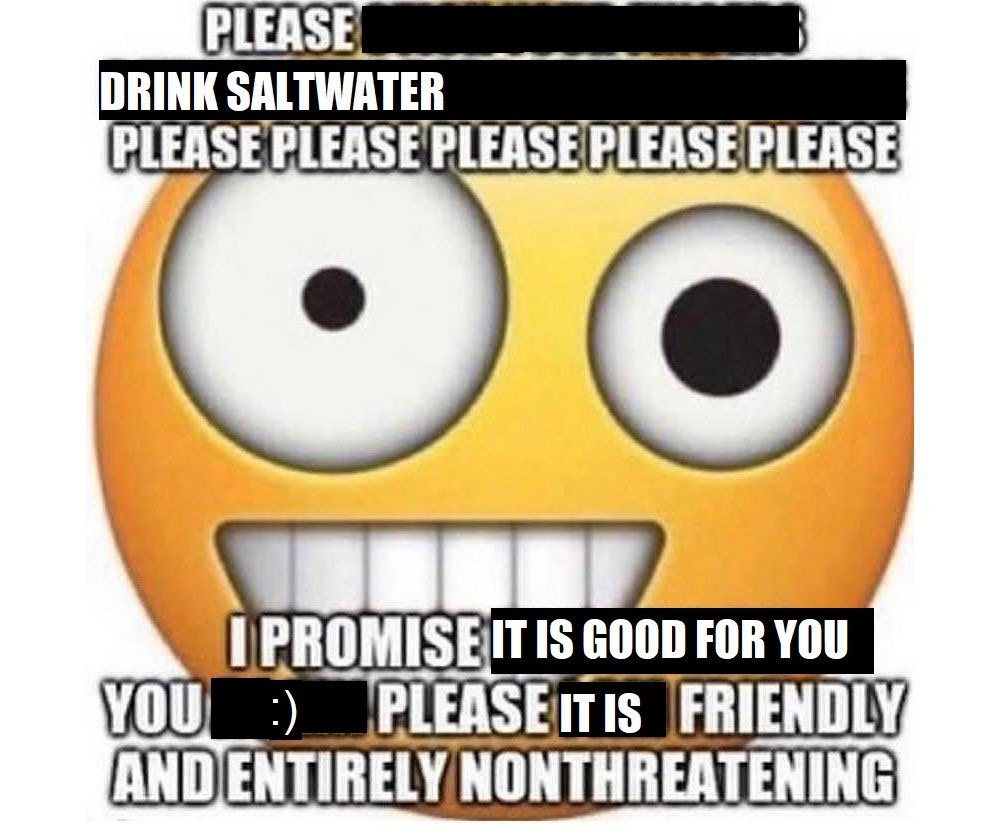 PLEASE
DRINK SALTWATER
PLEASE PLEASE PLEASE PLEASE PLEASE
I PROMISE IT IS GOOD FOR YOU
YOU :) PLEASE IT IS FRIENDLY
AND ENTIRELY NONTHREATENING